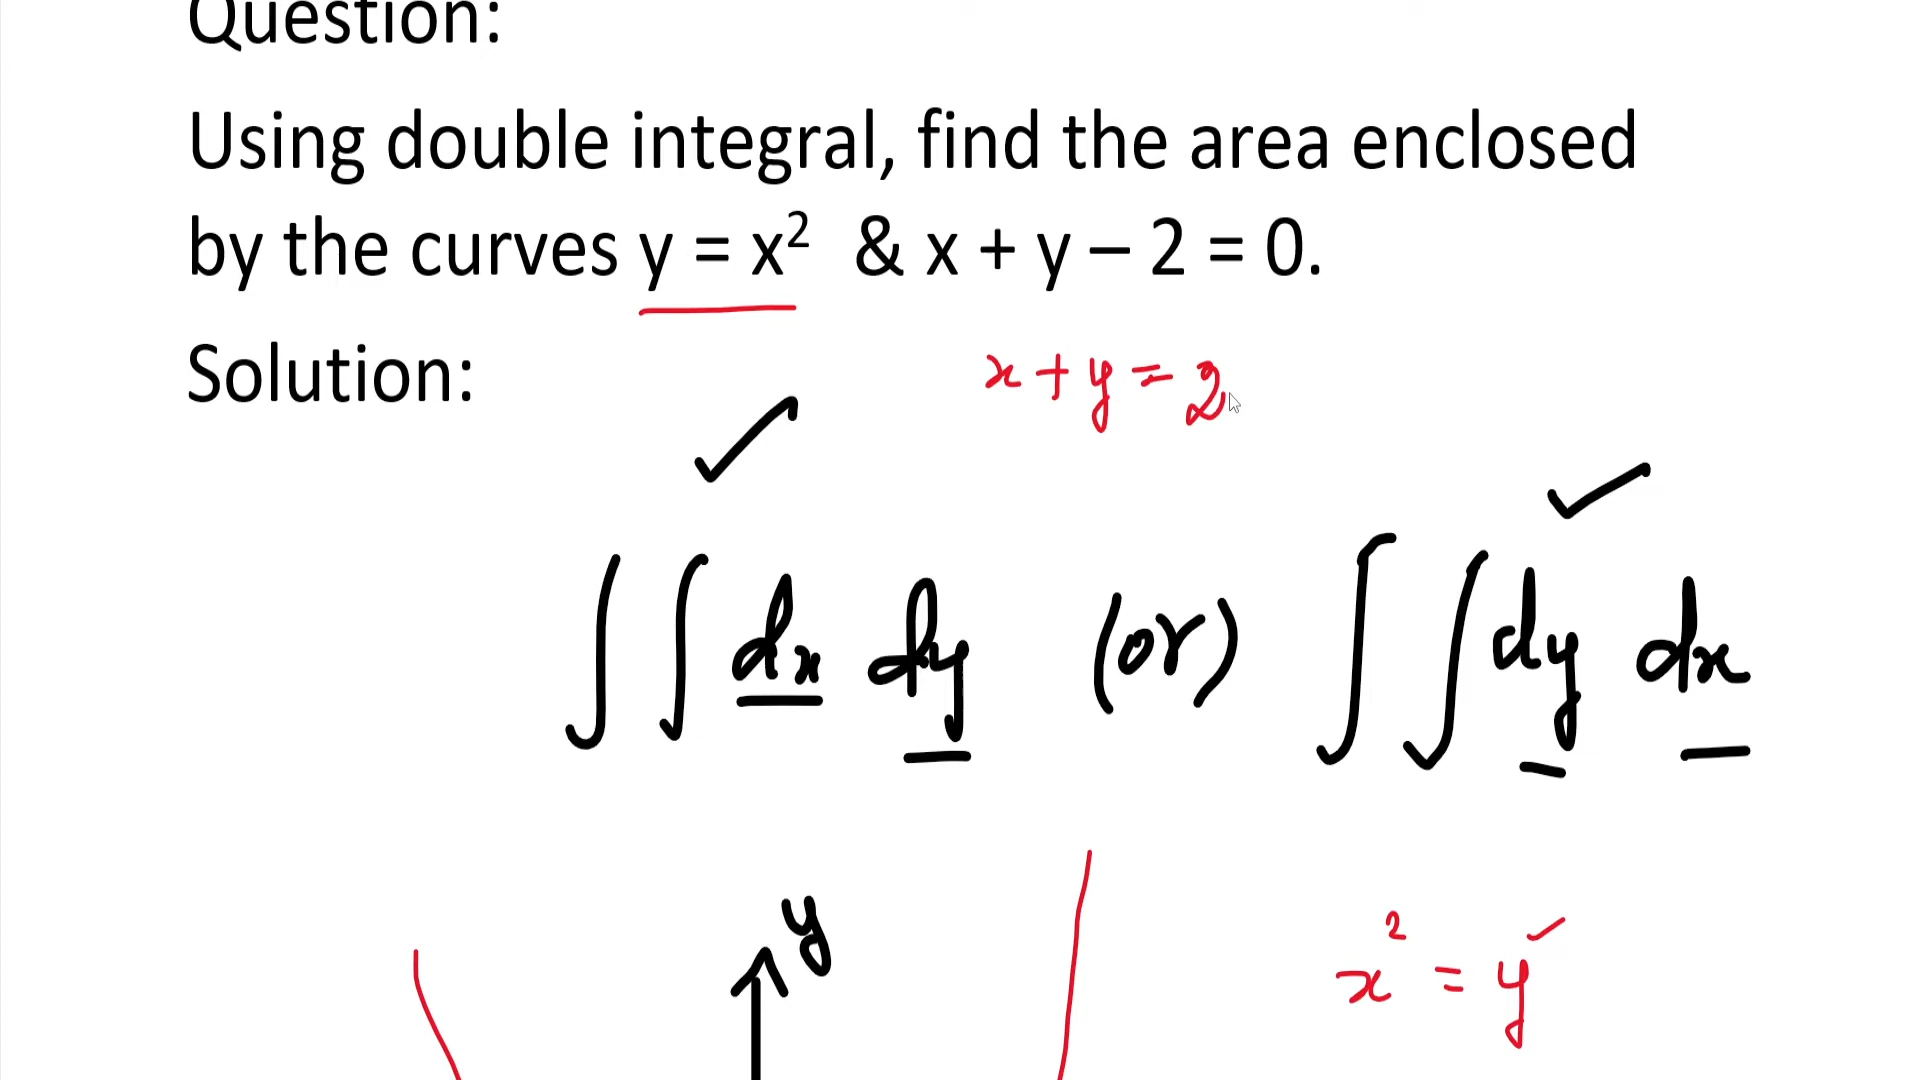 Question:
Using double integral, find the area enclosed
by the curves y = x² & x + y – 2 = 0.
Solution:
x + y = 2
∫∫ dx dy (or) ∫∫ dy dx
y
x² = y